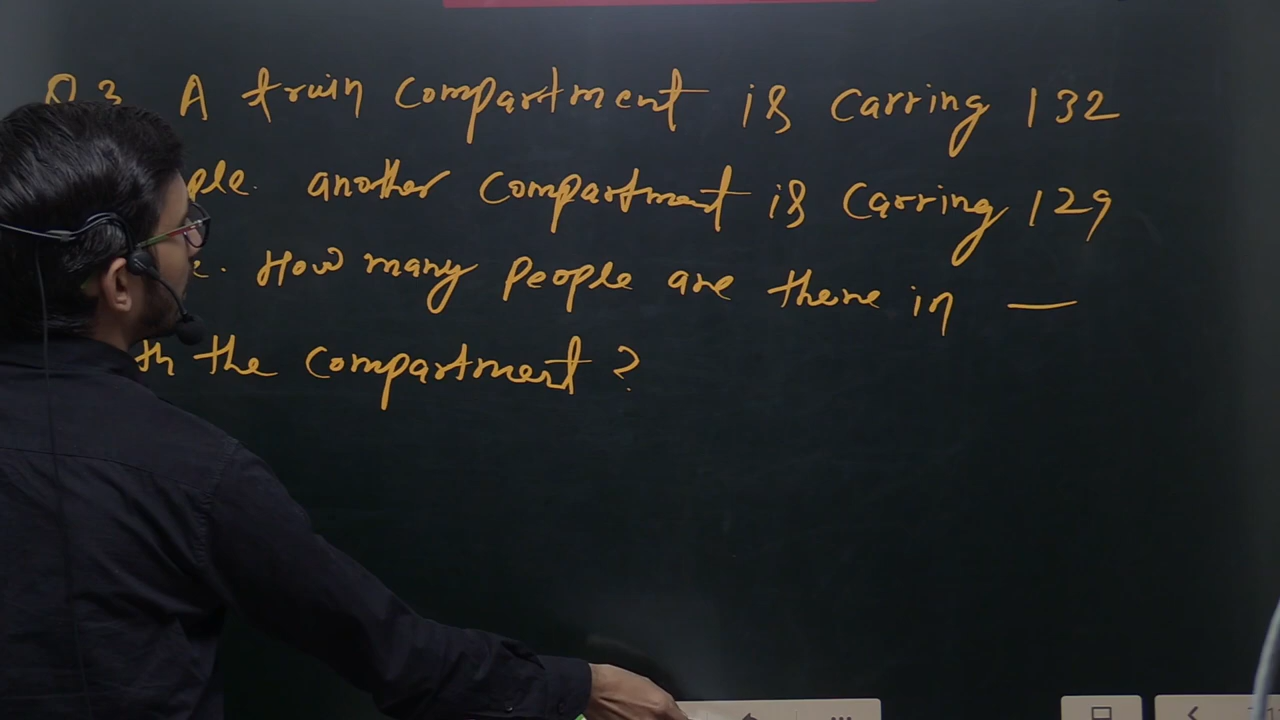 Q.3 A train compartment is carring 132
ple. another compartment is carring 129
e. How many people are there in —
th the compartment ?